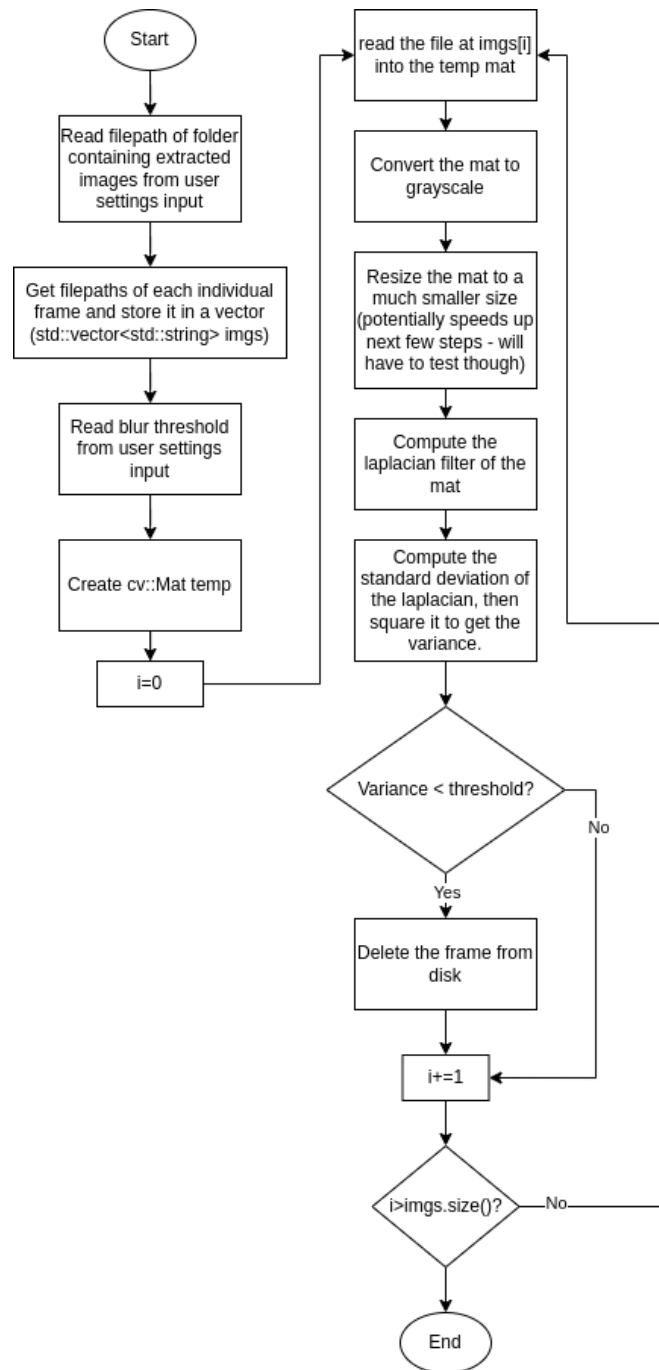 Start
Read filepath of folder
containing extracted
images from user
settings input
Get filepaths of each individual
frame and store it in a vector
(std::vector<std::string> imgs)
Read blur threshold
from user settings
input
Create cv::Mat temp
i=0
read the file at imgs[i]
into the temp mat
Convert the mat to
grayscale
Resize the mat to a
much smaller size
(potentially speeds up
next few steps - will
have to test though)
Compute the
laplacian filter of the
mat
Compute the
standard deviation of
the laplacian, then
square it to get the
variance.
Variance < threshold?
No
Yes
Delete the frame from
disk
i+=1
i>imgs.size()?
No
End